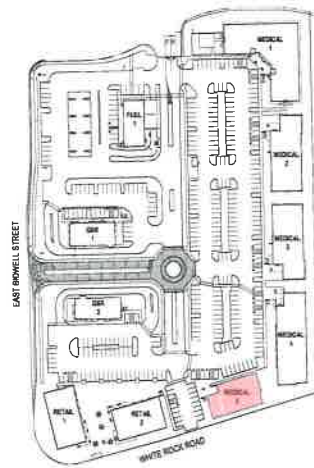 MEDICAL
1
FUEL
1
MEDICAL
2
EAST BIDWELL STREET
QSR
1
MEDICAL
3
QSR
2
MEDICAL
4
RETAIL
1
RETAIL
2
MEDICAL
5
WHITE ROCK ROAD